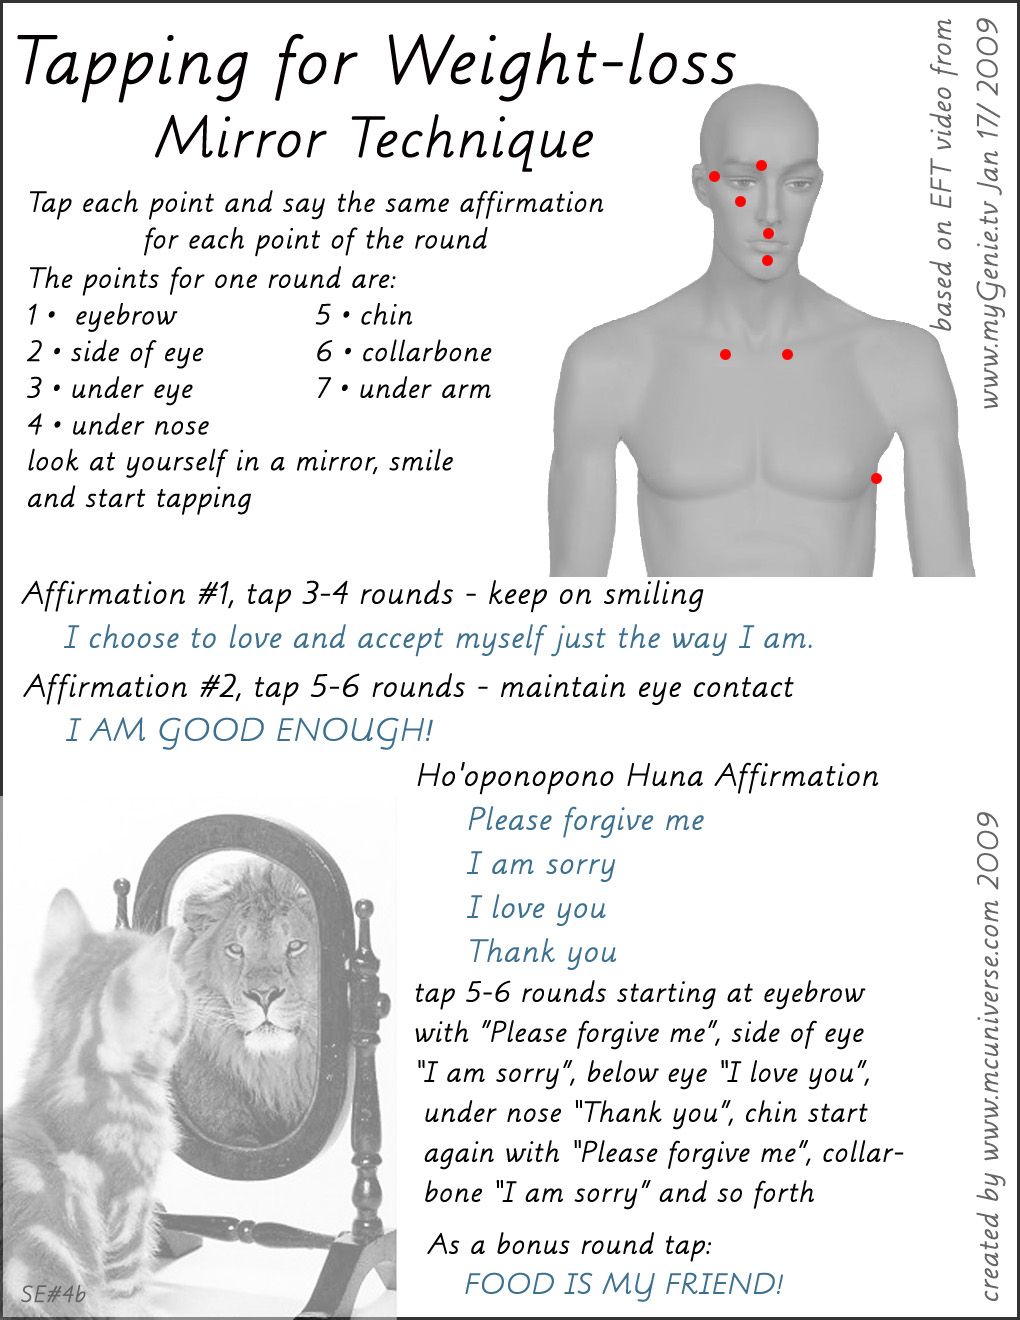 Tapping for Weight-loss
Mirror Technique
Tap each point and say the same affirmation
for each point of the round
The points for one round are:
1 • eyebrow
2 • side of eye
3 • under eye
4 • under nose
5 • chin
6 • collarbone
7 • under arm
look at yourself in a mirror, smile
and start tapping
based on EFT video from
www.myGenie.tv Jan 17/ 2009
Affirmation #1, tap 3-4 rounds - keep on smiling
I choose to love and accept myself just the way I am.
Affirmation #2, tap 5-6 rounds - maintain eye contact
I AM GOOD ENOUGH!
Ho'oponopono Huna Affirmation
Please forgive me
I am sorry
I love you
Thank you
tap 5-6 rounds starting at eyebrow
with "Please forgive me", side of eye
"I am sorry", below eye "I love you",
under nose "Thank you", chin start
again with "Please forgive me", collar-
bone "I am sorry" and so forth
As a bonus round tap:
FOOD IS MY FRIEND!
created by www.mcuniverse.com 2009
SE#4b